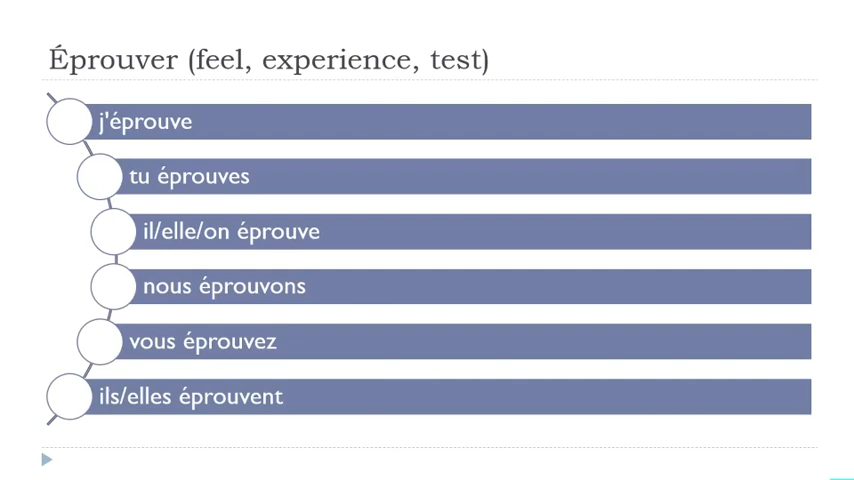 Éprouver (feel, experience, test)
j'éprouve
tu éprouves
il/elle/on éprouve
nous éprouvons
vous éprouvez
ils/elles éprouvent